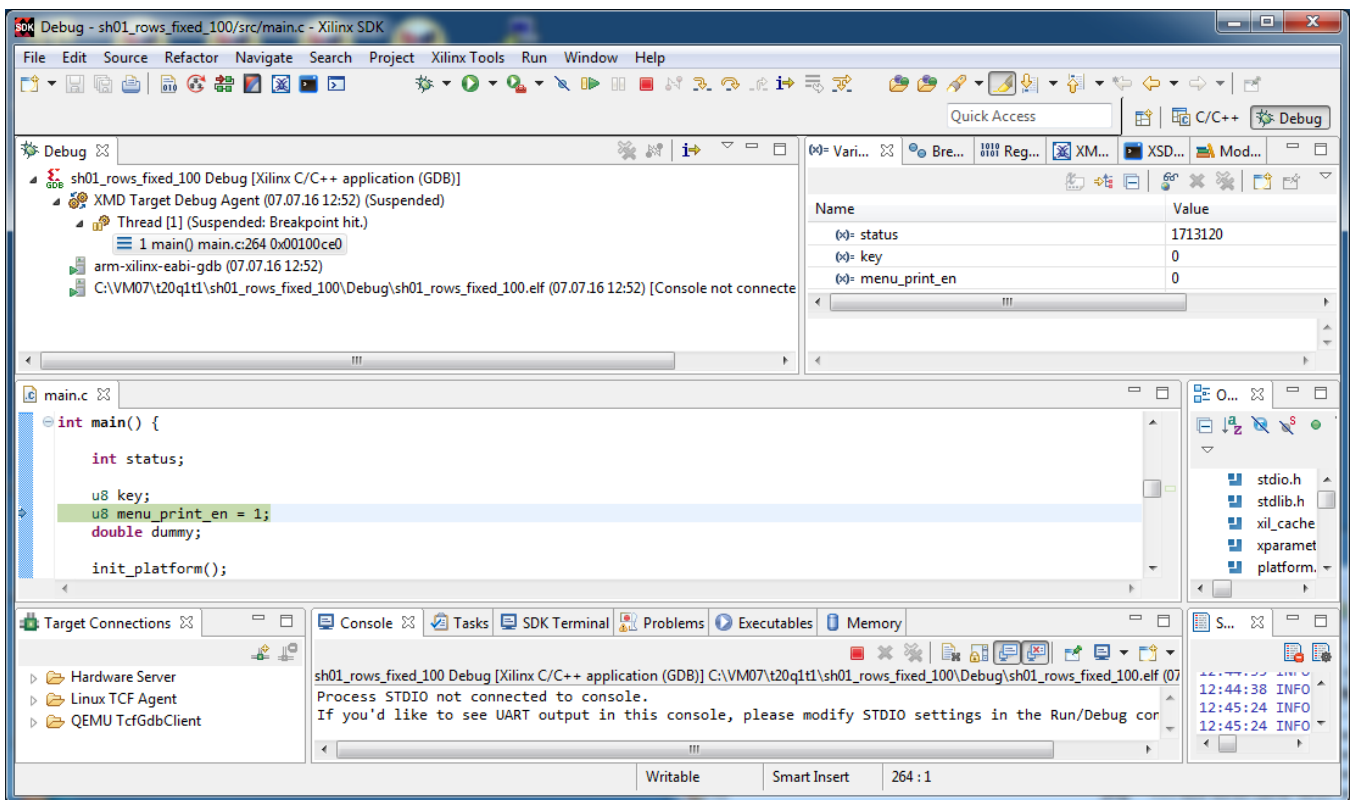 SDK Debug - sh01_rows_fixed_100/src/main.c - Xilinx SDK
File Edit Source Refactor Navigate Search Project Xilinx Tools Run Window Help
Quick Access
C/C++ Debug
Debug
sh01_rows_fixed_100 Debug [Xilinx C/C++ application (GDB)]
XMD Target Debug Agent (07.07.16 12:52) (Suspended)
Thread [1] (Suspended: Breakpoint hit.)
1 main() main.c:264 0x00100ce0
arm-xilinx-eabi-gdb (07.07.16 12:52)
C:\VM07\t20q1t1\sh01_rows_fixed_100\Debug\sh01_rows_fixed_100.elf (07.07.16 12:52) [Console not connecte
(x)= Vari... Bre... Reg... XM... XSD... Mod...
Name Value
(x)= status 1713120
(x)= key 0
(x)= menu_print_en 0
main.c
int main() {
int status;
u8 key;
u8 menu_print_en = 1;
double dummy;
init_platform();
O...
stdio.h
stdlib.h
xil_cache
xparamet
platform.
Target Connections
Hardware Server
Linux TCF Agent
QEMU TcfGdbClient
Console Tasks SDK Terminal Problems Executables Memory
sh01_rows_fixed_100 Debug [Xilinx C/C++ application (GDB)] C:\VM07\t20q1t1\sh01_rows_fixed_100\Debug\sh01_rows_fixed_100.elf (07
Process STDIO not connected to console.
If you'd like to see UART output in this console, please modify STDIO settings in the Run/Debug con
S...
12:44:38 INFO
12:45:24 INFO
12:45:24 INFO
Writable Smart Insert 264 : 1